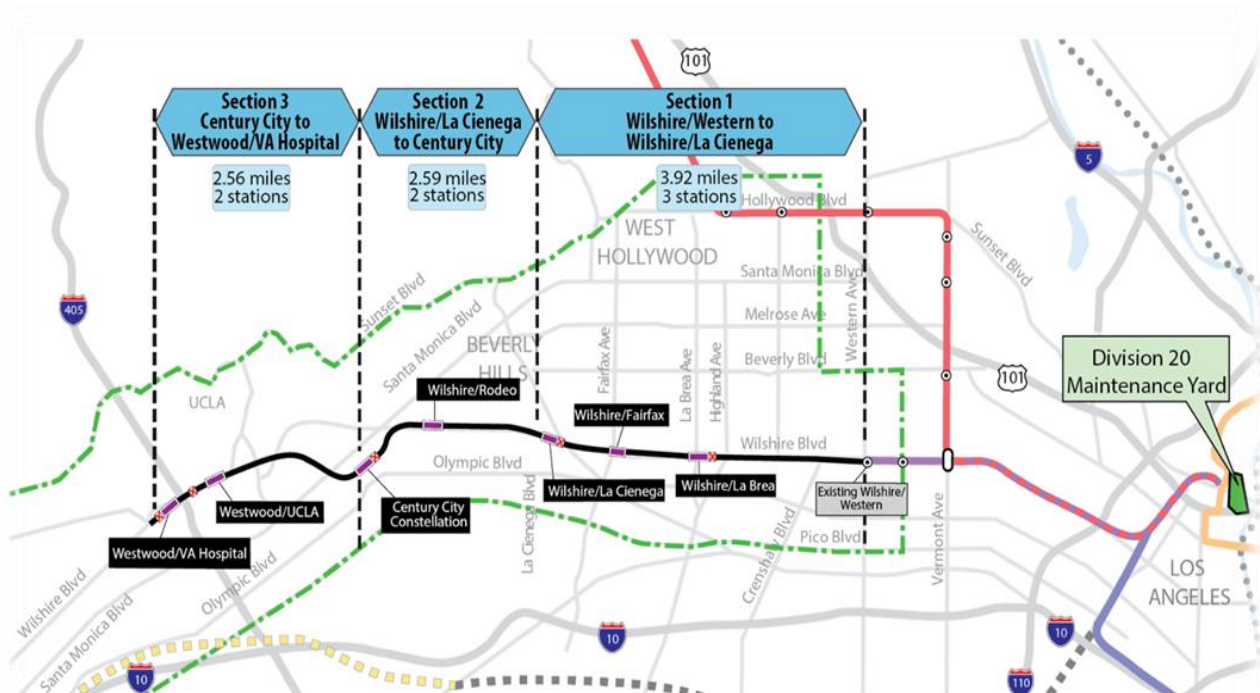 101
Section 3
Century City to
Westwood/VA Hospital
Section 2
Wilshire/La Cienega
to Century City
Section 1
Wilshire/Western to
Wilshire/La Cienega
5
2.56 miles
2 stations
2.59 miles
2 stations
3.92 miles
3 stations
Hollywood Blvd
WEST
HOLLYWOOD
Sunset Blvd
Santa Monica Blvd
405
Sunset Blvd
Santa Monica Blvd
Melrose Ave
Western Ave
BEVERLY
HILLS
Fairfax Ave
La Brea Ave
Highland Ave
Beverly Blvd
101
Division 20
Maintenance Yard
UCLA
Wilshire/Rodeo
Wilshire/Fairfax
Wilshire Blvd
Olympic Blvd
Wilshire/La Cienega
Wilshire/La Brea
Existing Wilshire/
Western
Westwood/UCLA
Century City
Constellation
La Cienega Blvd
Crenshaw Blvd
Pico Blvd
Vermont Ave
Westwood/VA Hospital
LOS
ANGELES
Wilshire Blvd
Santa Monica Blvd
Olympic Blvd
10
10
10
110